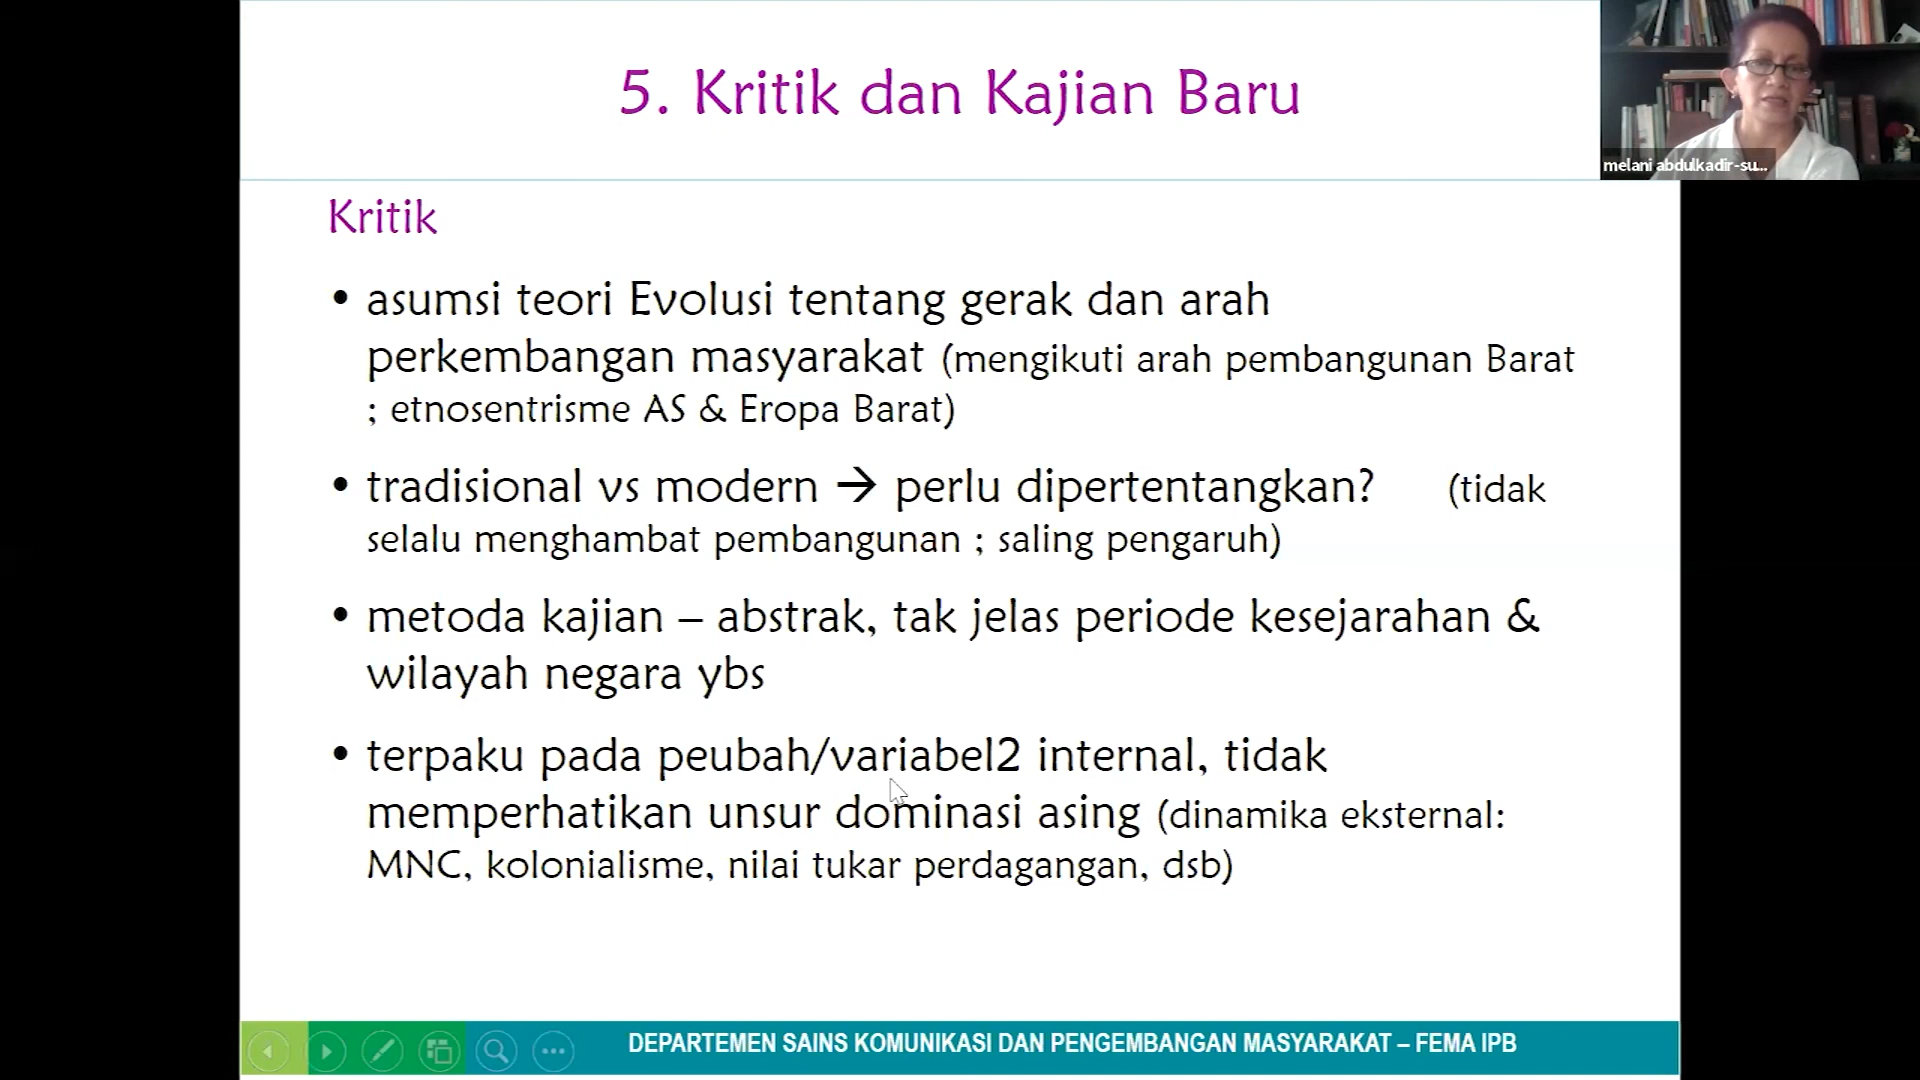 5. Kritik dan Kajian Baru
melani abdulkadir-su...
Kritik
• asumsi teori Evolusi tentang gerak dan arah
perkembangan masyarakat (mengikuti arah pembangunan Barat
; etnosentrisme AS & Eropa Barat)
• tradisional vs modern → perlu dipertentangkan? (tidak
selalu menghambat pembangunan ; saling pengaruh)
• metoda kajian – abstrak, tak jelas periode kesejarahan &
wilayah negara ybs
• terpaku pada peubah/variabel2 internal, tidak
memperhatikan unsur dominasi asing (dinamika eksternal:
MNC, kolonialisme, nilai tukar perdagangan, dsb)
DEPARTEMEN SAINS KOMUNIKASI DAN PENGEMBANGAN MASYARAKAT – FEMA IPB